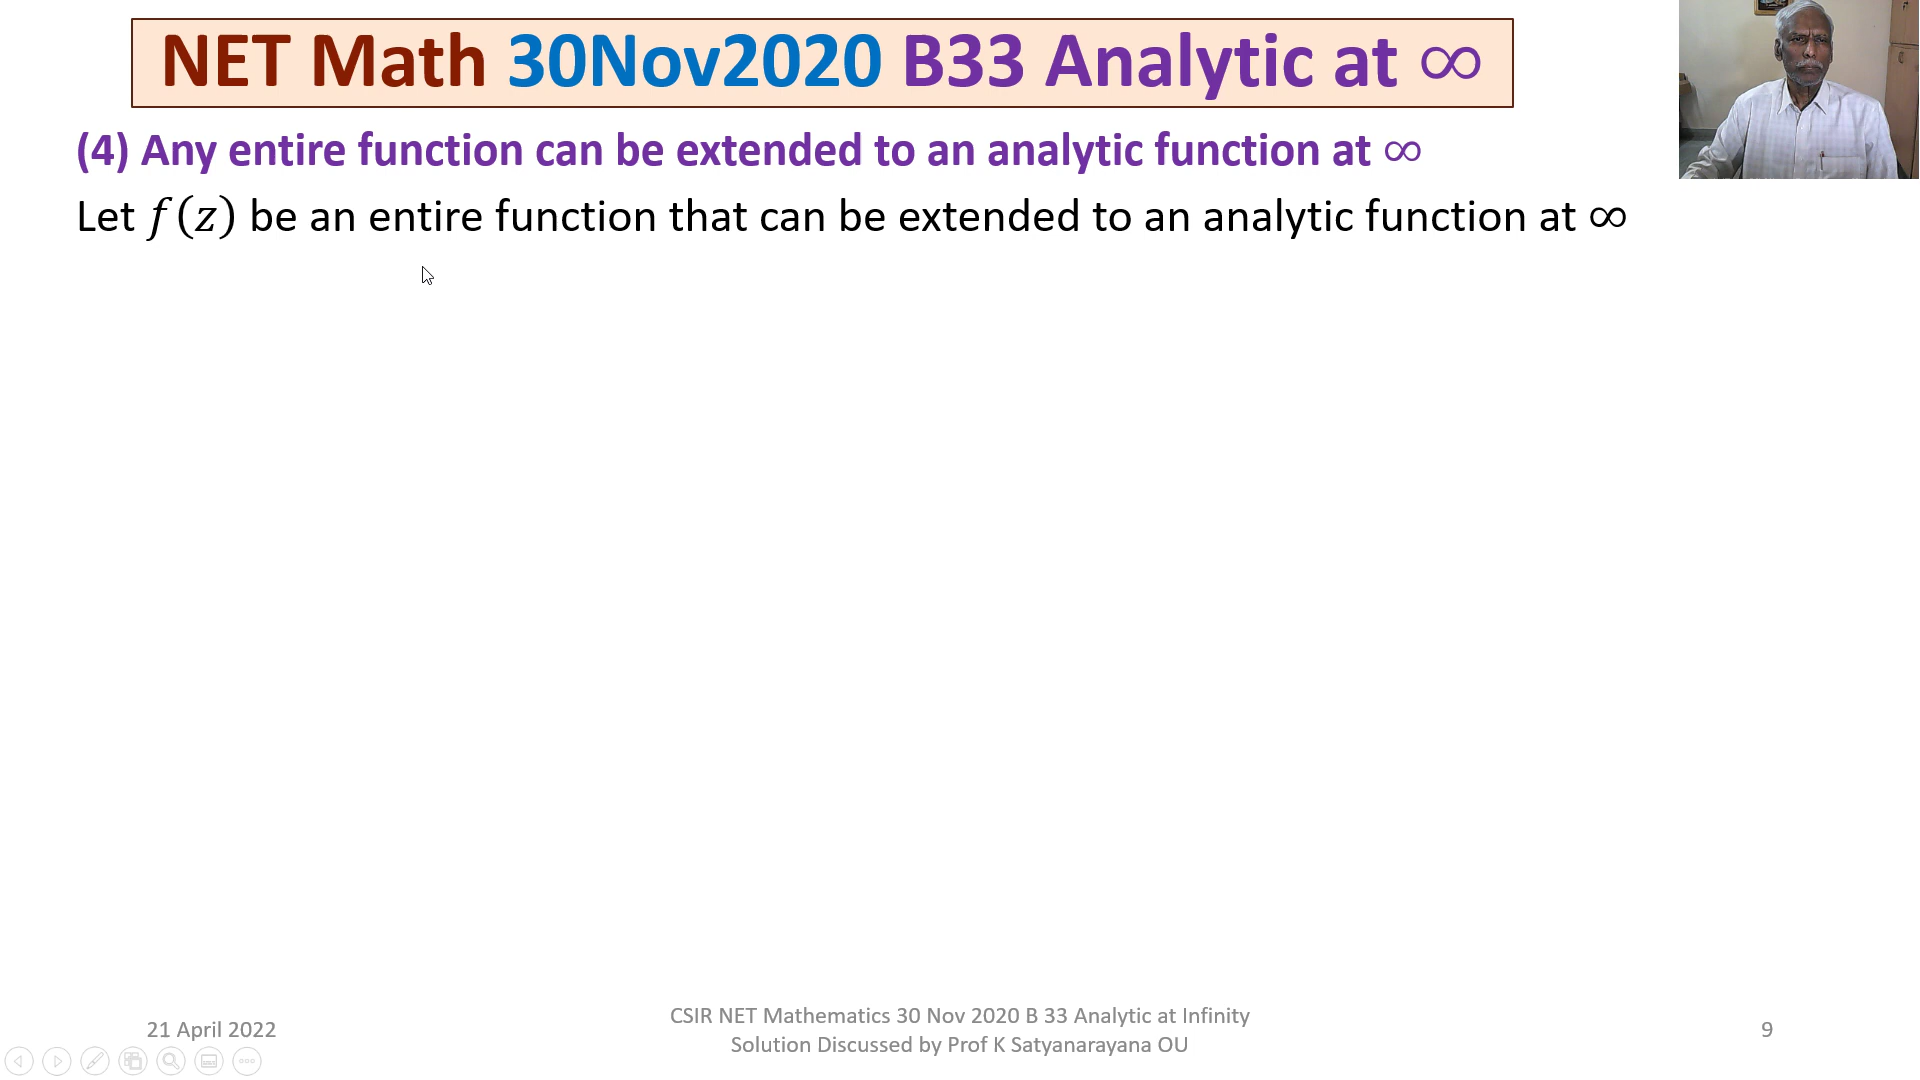 NET Math 30Nov2020 B33 Analytic at ∞
(4) Any entire function can be extended to an analytic function at ∞
Let f(z) be an entire function that can be extended to an analytic function at ∞
21 April 2022
CSIR NET Mathematics 30 Nov 2020 B 33 Analytic at Infinity
Solution Discussed by Prof K Satyanarayana OU
9